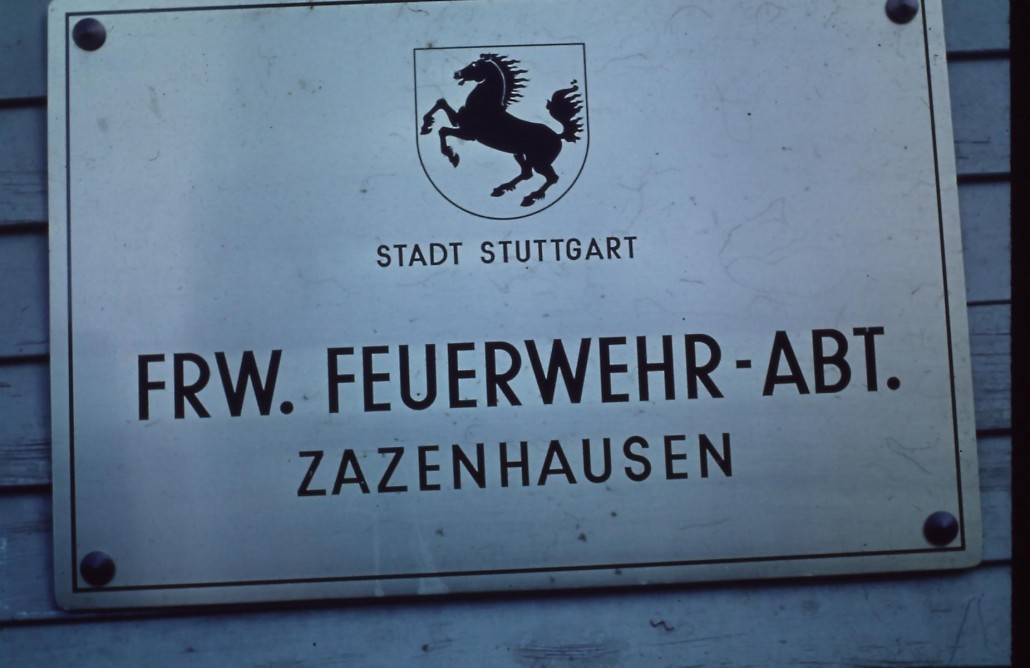 STADT STUTTGART
FRW. FEUERWEHR-ABT.
ZAZENHAUSEN